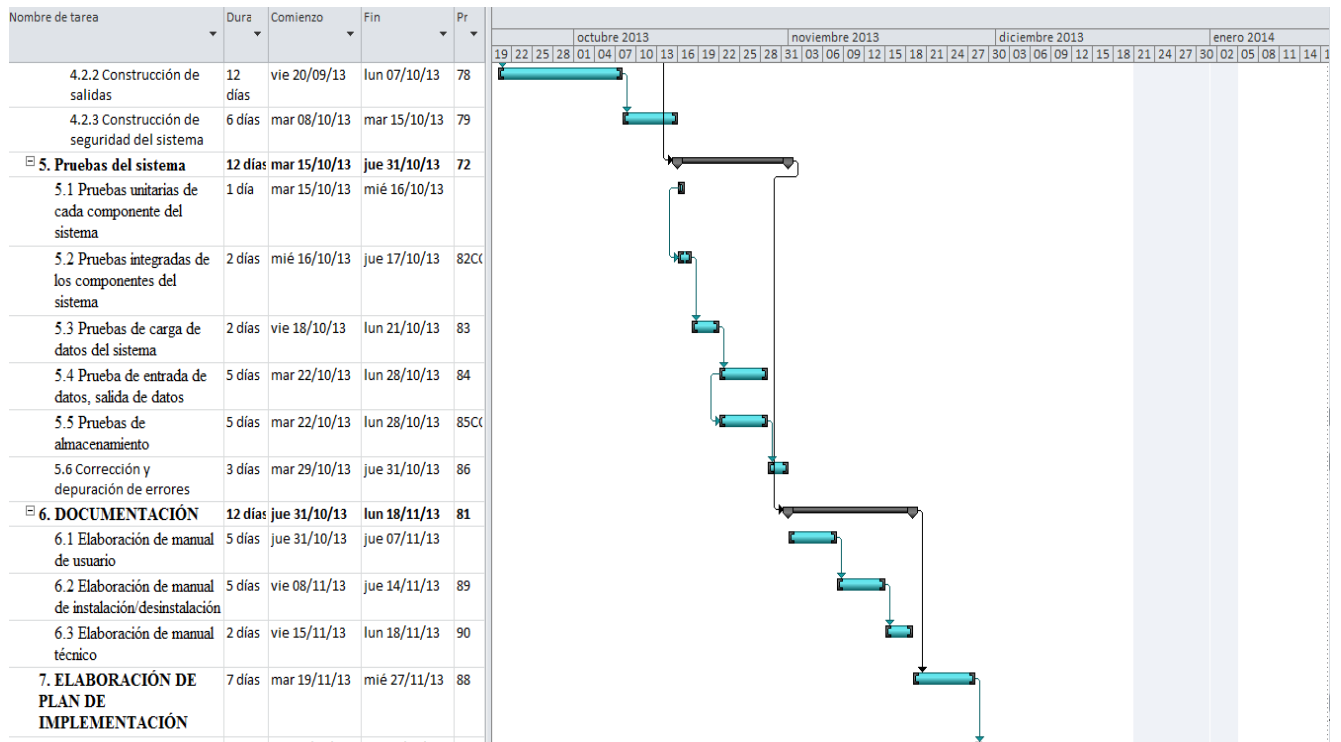 Nombre de tarea Dura Comienzo Fin Pr
octubre 2013 noviembre 2013 diciembre 2013 enero 2014
19 22 25 28 01 04 07 10 13 16 19 22 25 28 31 03 06 09 12 15 18 21 24 27 30 03 06 09 12 15 18 21 24 27 30 02 05 08 11 14 1
4.2.2 Construcción de 12 vie 20/09/13 lun 07/10/13 78
salidas días
4.2.3 Construcción de 6 días mar 08/10/13 mar 15/10/13 79
seguridad del sistema
5. Pruebas del sistema 12 días mar 15/10/13 jue 31/10/13 72
5.1 Pruebas unitarias de 1 día mar 15/10/13 mié 16/10/13
cada componente del
sistema
5.2 Pruebas integradas de 2 días mié 16/10/13 jue 17/10/13 82C
los componentes del
sistema
5.3 Pruebas de carga de 2 días vie 18/10/13 lun 21/10/13 83
datos del sistema
5.4 Prueba de entrada de 5 días mar 22/10/13 lun 28/10/13 84
datos, salida de datos
5.5 Pruebas de 5 días mar 22/10/13 lun 28/10/13 85C
almacenamiento
5.6 Corrección y 3 días mar 29/10/13 jue 31/10/13 86
depuración de errores
6. DOCUMENTACIÓN 12 días jue 31/10/13 lun 18/11/13 81
6.1 Elaboración de manual 5 días jue 31/10/13 jue 07/11/13
de usuario
6.2 Elaboración de manual 5 días vie 08/11/13 jue 14/11/13 89
de instalación/desinstalación
6.3 Elaboración de manual 2 días vie 15/11/13 lun 18/11/13 90
técnico
7. ELABORACIÓN DE 7 días mar 19/11/13 mié 27/11/13 88
PLAN DE
IMPLEMENTACIÓN